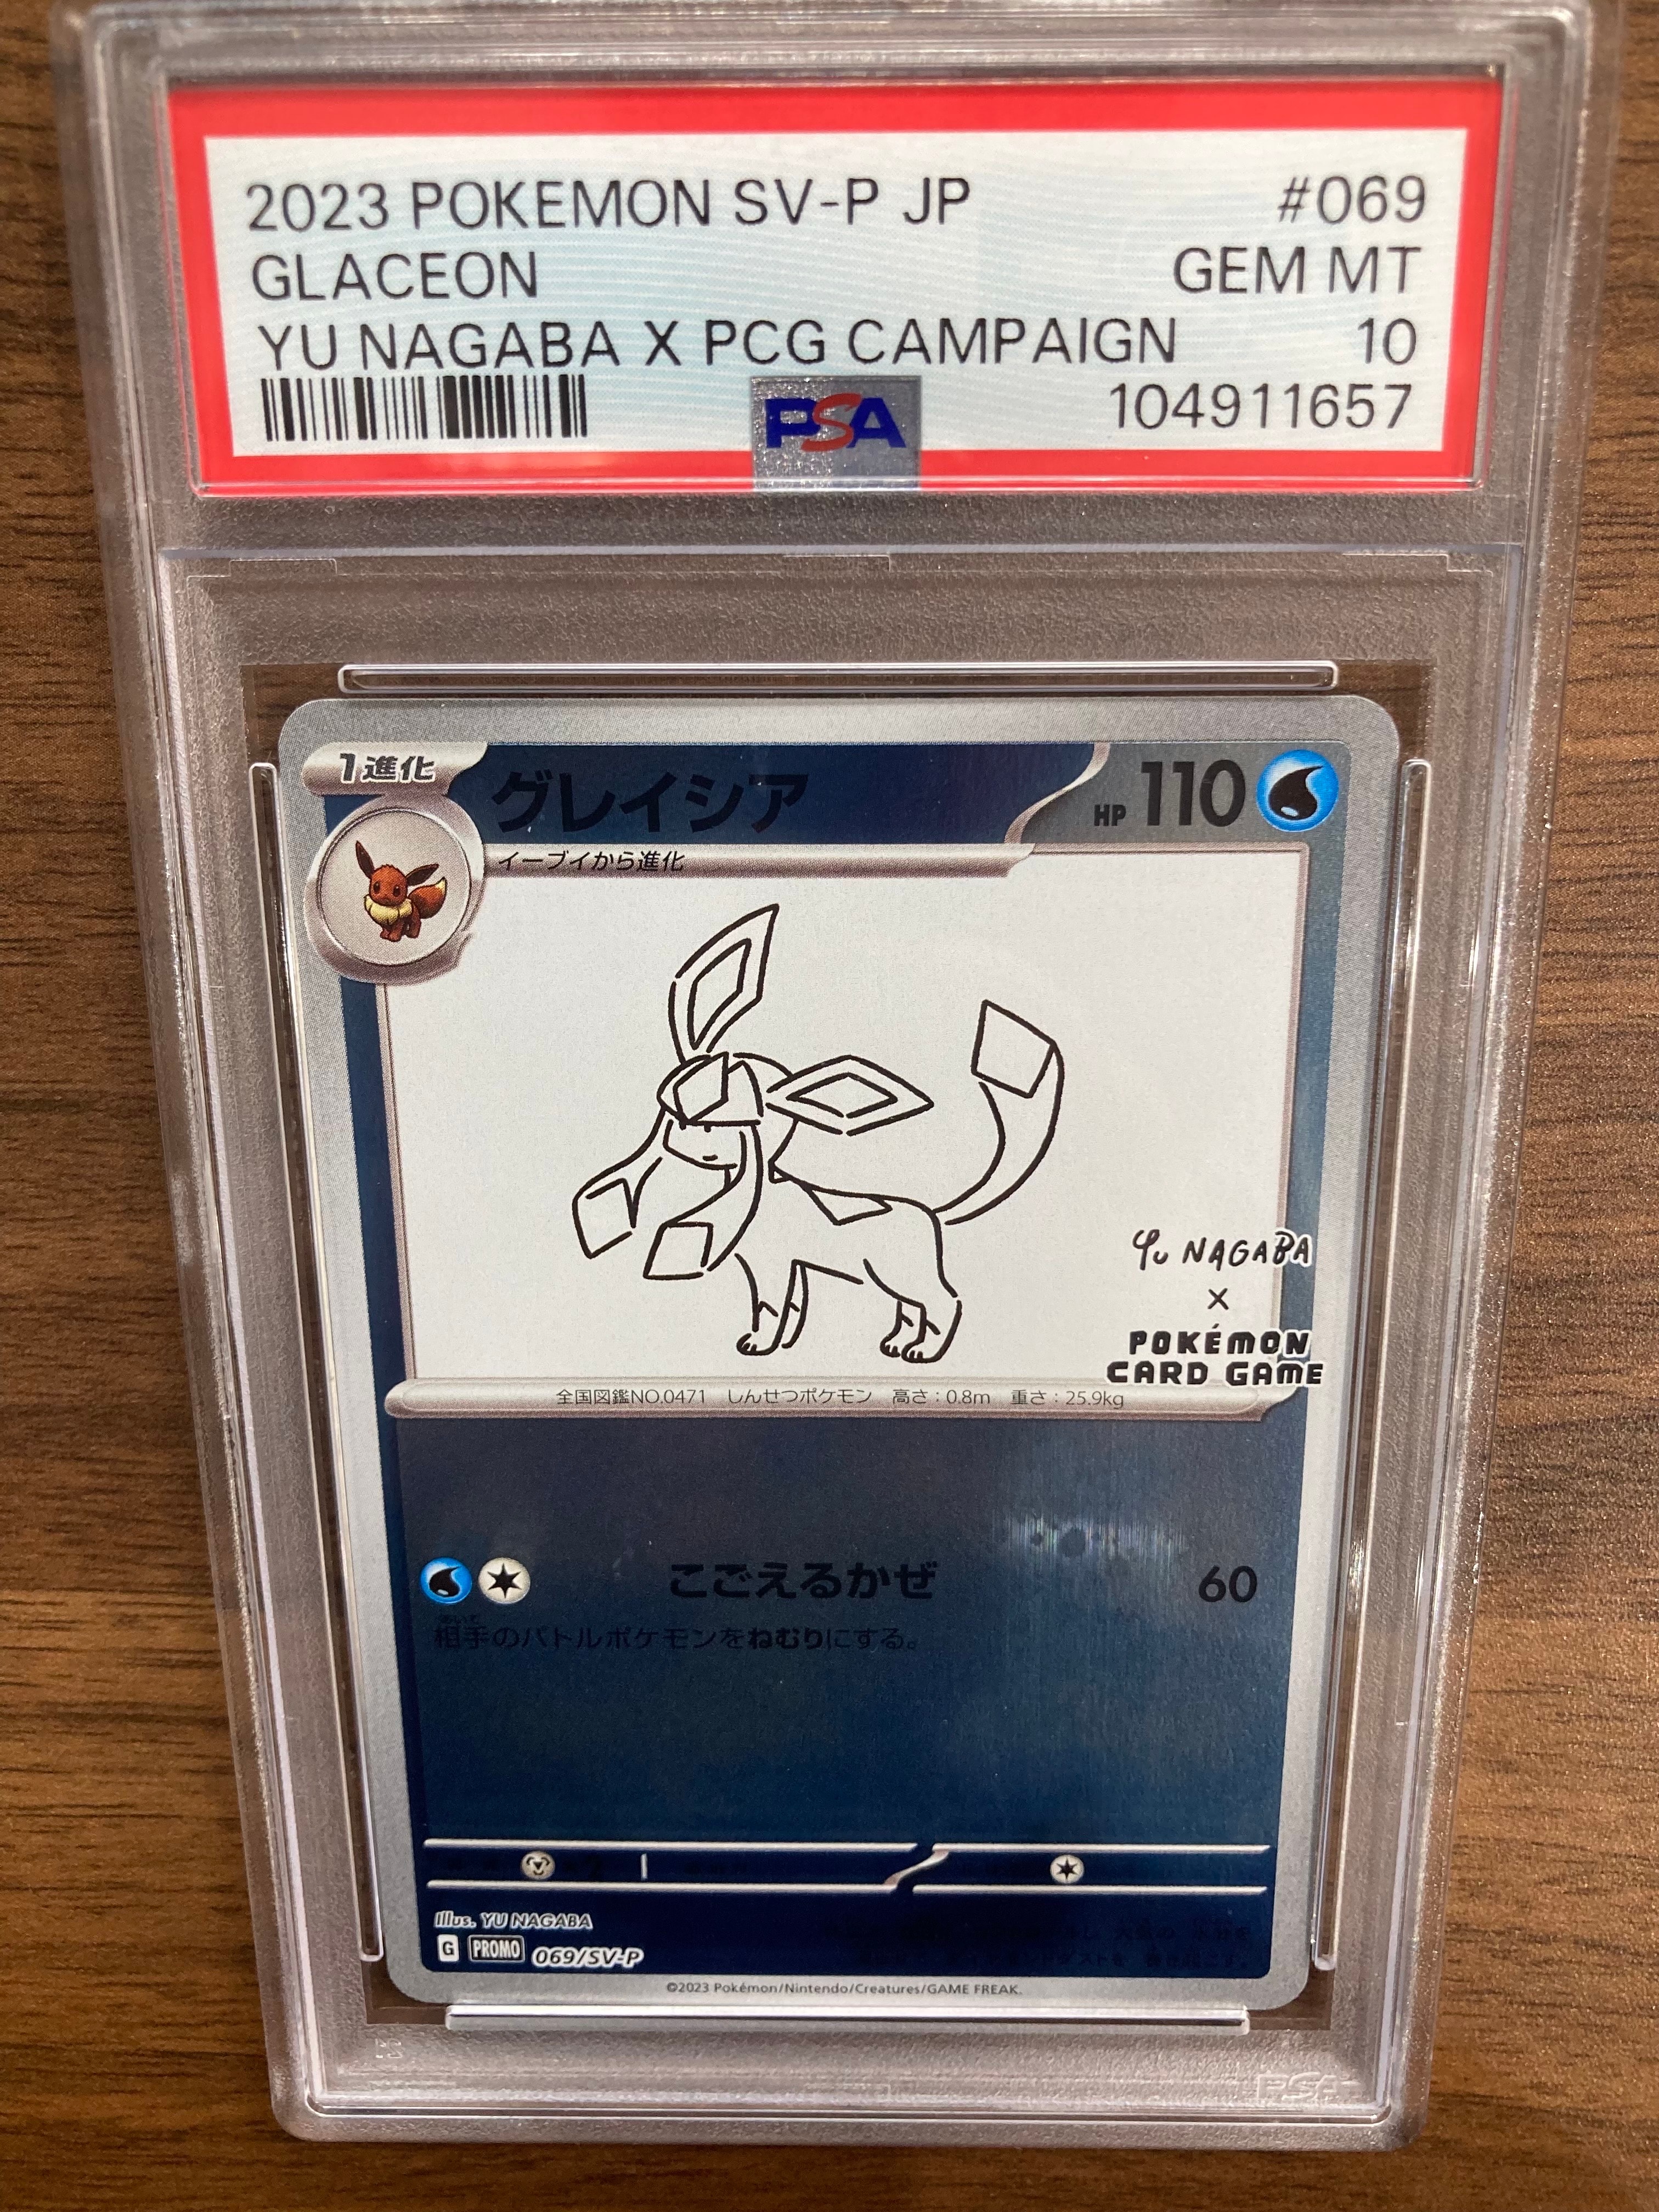 2023 POKEMON SV-P JP #069
GLACEON GEM MT
YU NAGABA X PCG CAMPAIGN 10
PSA 104911657
1進化
グレイシア HP 110
イーブイから進化
YU NAGABA
×
POKÉMON
CARD GAME
全国図鑑NO.0471 しんせつポケモン 高さ:0.8m 重さ:25.9kg
こごえるかぜ 60
あいて
相手のバトルポケモンをねむりにする。
Illus. YU NAGABA
G PROMO 069/SV-P
©2023 Pokémon/Nintendo/Creatures/GAME FREAK.
PSA